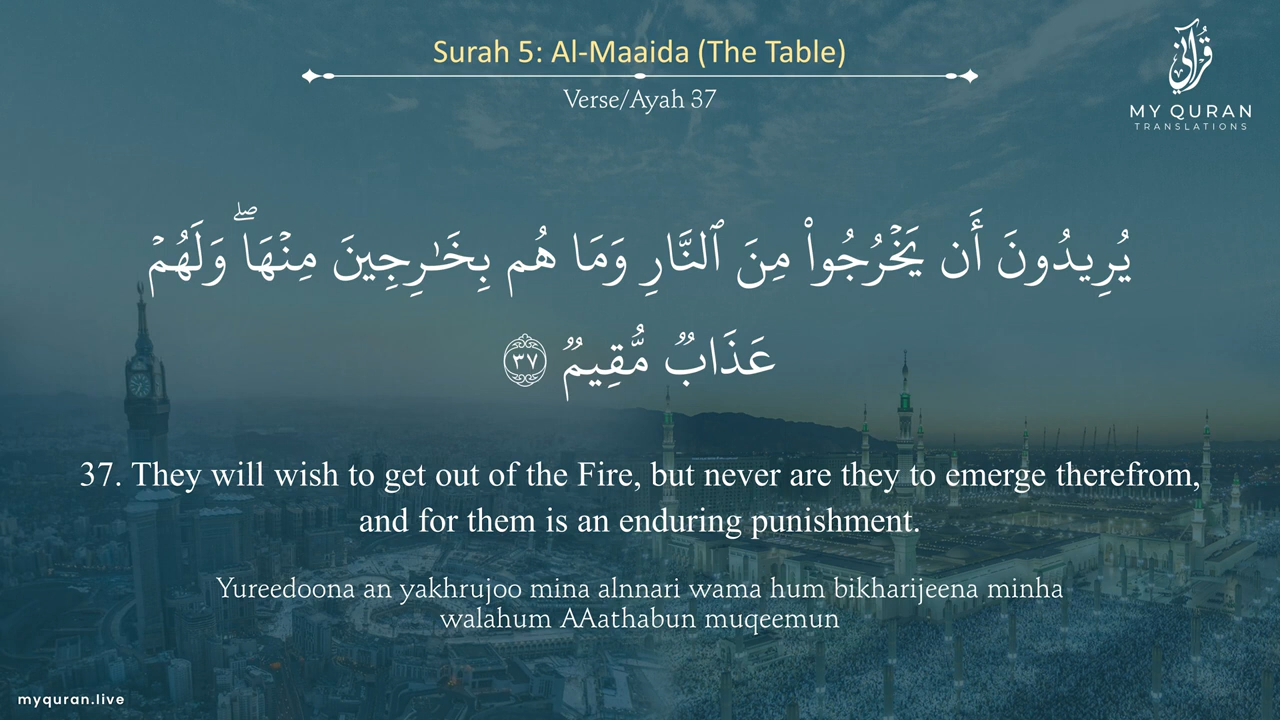 Surah 5: Al-Maaida (The Table)
Verse/Ayah 37
قرآني
MY QURAN
TRANSLATIONS
يُرِيدُونَ أَن يَخْرُجُوا۟ مِنَ ٱلنَّارِ وَمَا هُم بِخَـٰرِجِينَ مِنْهَا ۖ وَلَهُمْ
عَذَابٌ مُّقِيمٌ ٣٧
37. They will wish to get out of the Fire, but never are they to emerge therefrom,
and for them is an enduring punishment.
Yureedoona an yakhrujoo mina alnnari wama hum bikharijeena minha
walahum AAathabun muqeemun
myquran.live